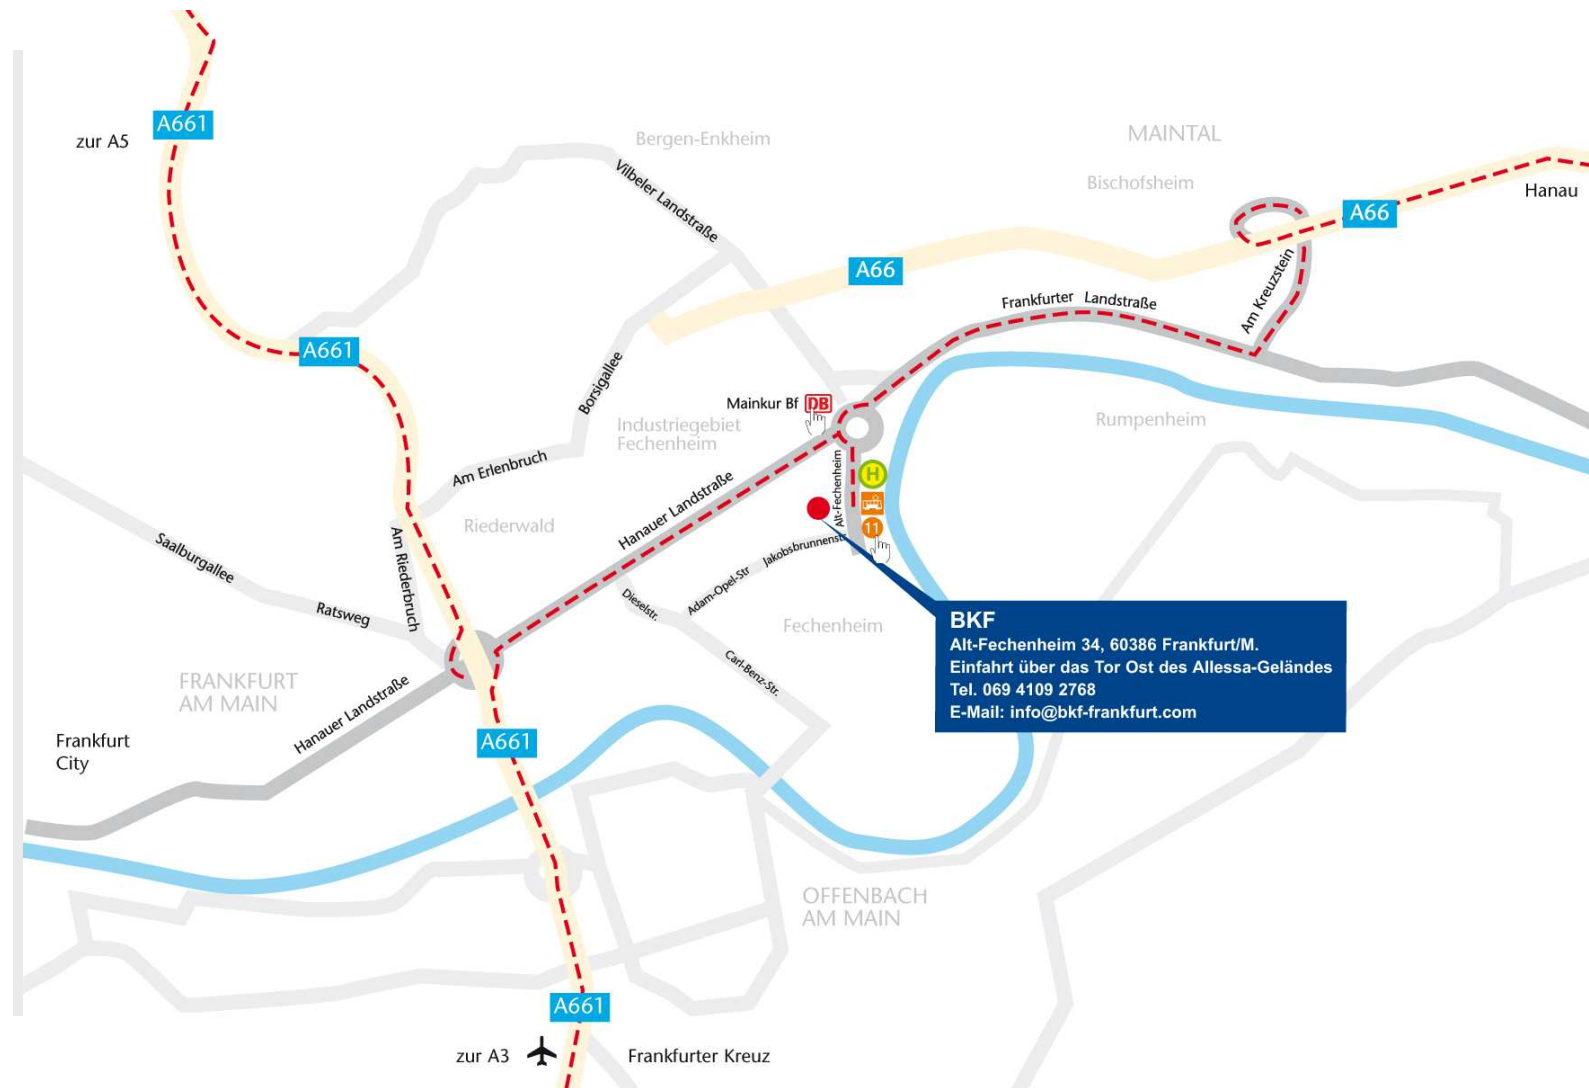 A661
zur A5
Bergen-Enkheim
MAINTAL
Vilbeler Landstraße
Bischofsheim
Hanau
A66
A66
Am Kreuzstein
Frankfurter Landstraße
A661
Borsigallee
Mainkur Bf
DB
Industriegebiet
Fechenheim
Rumpenheim
Am Erlenbruch
Alt-Fechenheim
H
11
Hanauer Landstraße
Riederwald
Saalburgallee
Am Riederbruch
Jakobsbrunnenstr.
Adam-Opel-Str
Dieselstr.
Ratsweg
Fechenheim
BKF
Alt-Fechenheim 34, 60386 Frankfurt/M.
Einfahrt über das Tor Ost des Allessa-Geländes
Tel. 069 4109 2768
E-Mail: info@bkf-frankfurt.com
Carl-Benz-Str.
FRANKFURT
AM MAIN
Hanauer Landstraße
Frankfurt
City
A661
OFFENBACH
AM MAIN
A661
zur A3
Frankfurter Kreuz